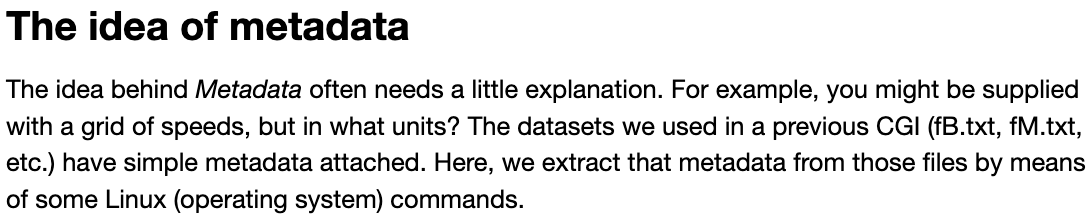 The idea of metadata
The idea behind Metadata often needs a little explanation. For example, you might be supplied
with a grid of speeds, but in what units? The datasets we used in a previous CGI (fB.txt, fM.txt,
etc.) have simple metadata attached. Here, we extract that metadata from those files by means
of some Linux (operating system) commands.